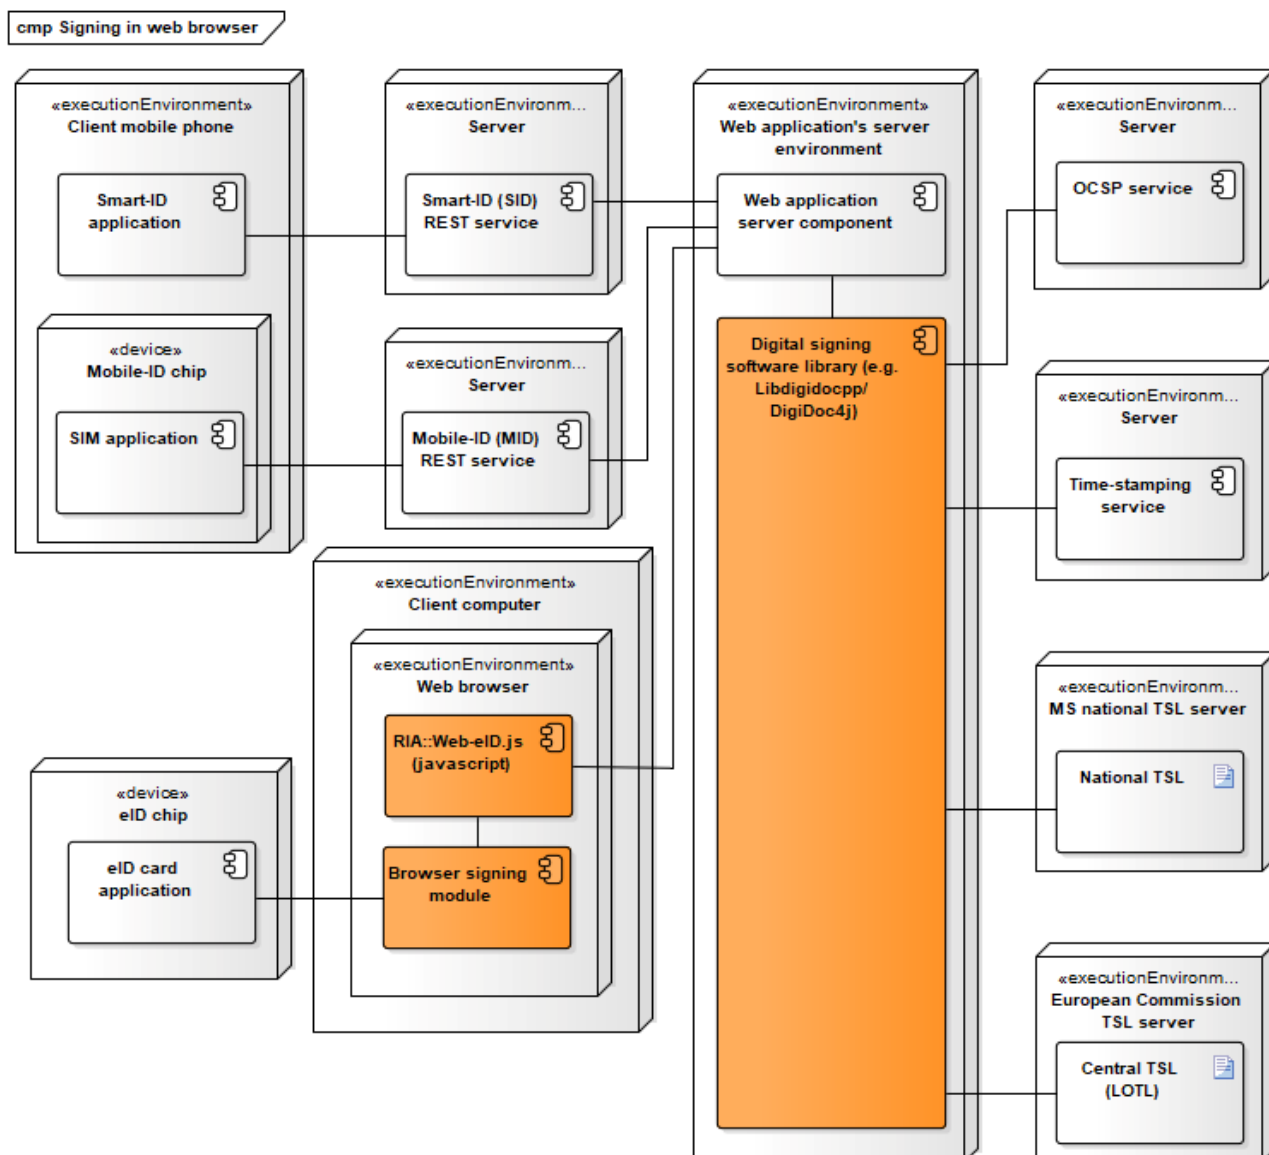 cmp Signing in web browser
«executionEnvironment»
Client mobile phone
Smart-ID
application
«device»
Mobile-ID chip
SIM application
«executionEnvironm...
Server
Smart-ID (SID)
REST service
«executionEnvironm...
Server
Mobile-ID (MID)
REST service
«executionEnvironment»
Client computer
«executionEnvironment»
Web browser
RIA::Web-eID.js
(javascript)
Browser signing
module
«device»
eID chip
eID card
application
«executionEnvironment»
Web application's server
environment
Web application
server component
Digital signing
software library (e.g.
Libdigidocpp/
DigiDoc4j)
«executionEnvironm...
Server
OCSP service
«executionEnvironm...
Server
Time-stamping
service
«executionEnvironm...
MS national TSL server
National TSL
«executionEnvironm...
European Commission
TSL server
Central TSL
(LOTL)